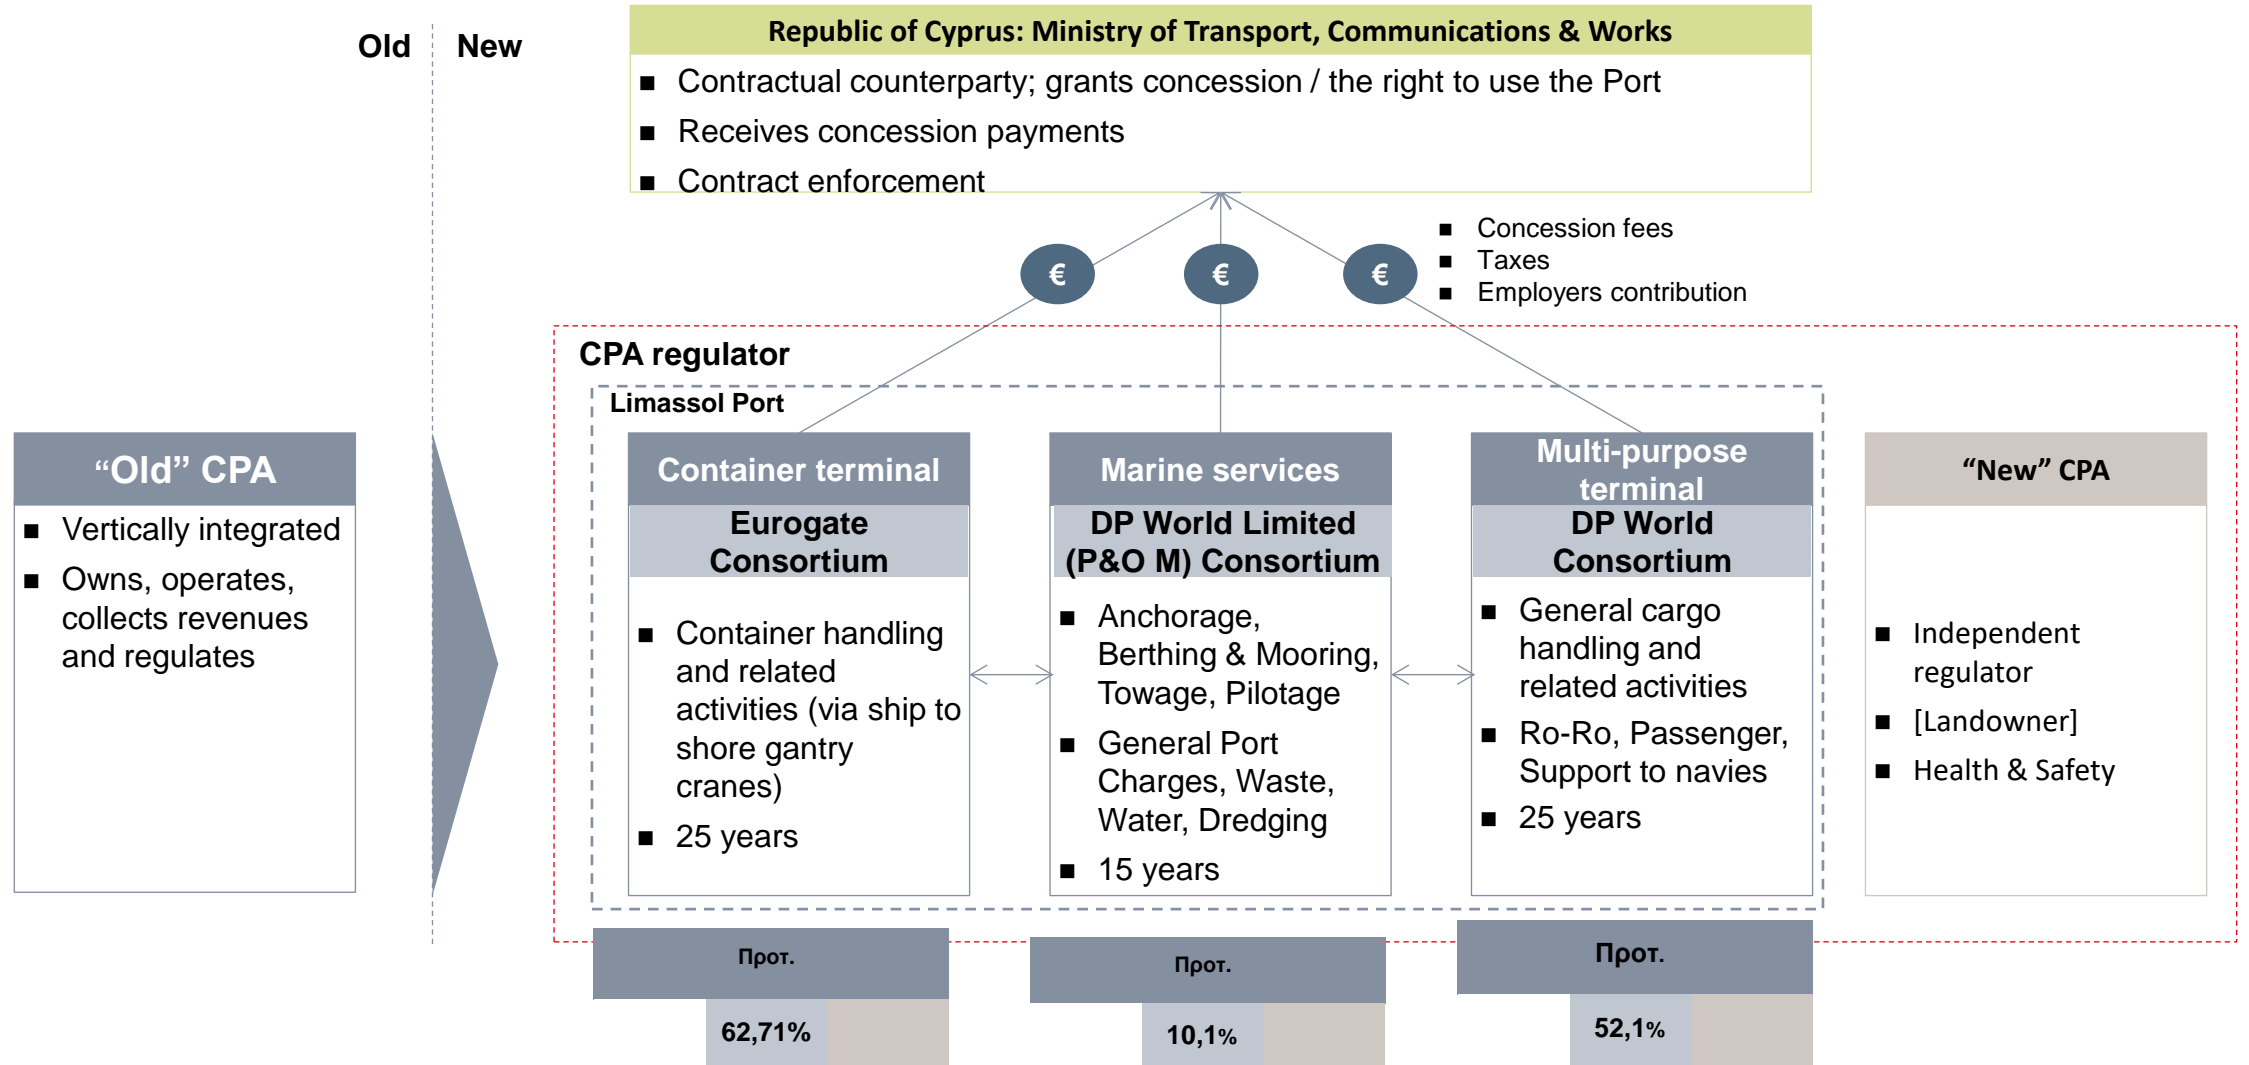 Old
New
Republic of Cyprus: Ministry of Transport, Communications & Works
■ Contractual counterparty; grants concession / the right to use the Port
■ Receives concession payments
■ Contract enforcement
€
€
€
■ Concession fees
■ Taxes
■ Employers contribution
CPA regulator
Limassol Port
“Old” CPA
■ Vertically integrated
■ Owns, operates,
collects revenues
and regulates
Container terminal
Eurogate
Consortium
■ Container handling
and related
activities (via ship to
shore gantry
cranes)
■ 25 years
Marine services
DP World Limited
(P&O M) Consortium
■ Anchorage,
Berthing & Mooring,
Towage, Pilotage
■ General Port
Charges, Waste,
Water, Dredging
■ 15 years
Multi-purpose
terminal
DP World
Consortium
■ General cargo
handling and
related activities
■ Ro-Ro, Passenger,
Support to navies
■ 25 years
“New” CPA
■ Independent
regulator
■ [Landowner]
■ Health & Safety
Προτ.
62,71%
Προτ.
10,1%
Προτ.
52,1%